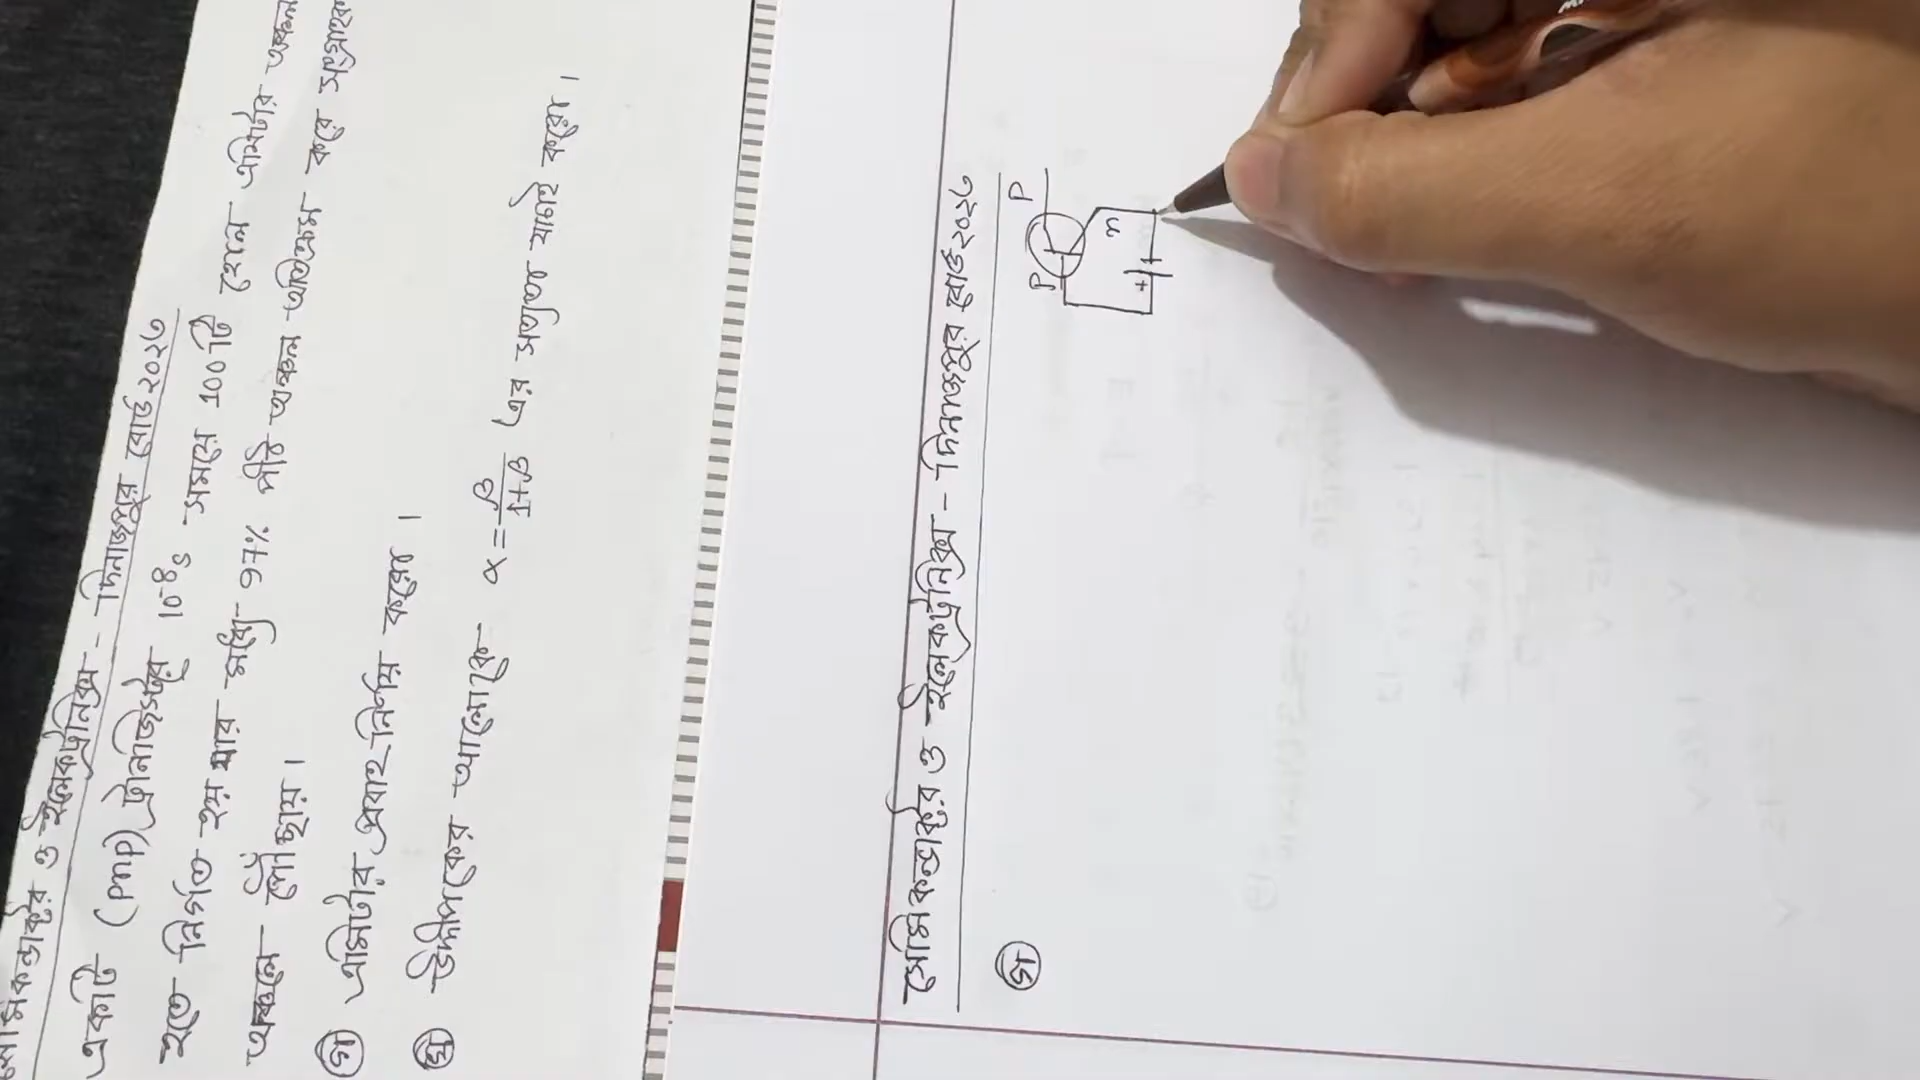 সেমিকন্ডাক্টর ও ইলেকট্রনিক্স - দিনাজপুর বোর্ড ২০২৩
একটি (pnp) ট্রানজিস্টর 10⁻⁸s সময়ে 100টি হোল এমিটার অঞ্চল
হতে নির্গত হয় যার মধ্যে 97% পীঠ অঞ্চল অতিক্রম করে সংগ্রাহক
অঞ্চলে পৌঁছায়।
গ এমিটার প্রবাহ নির্ণয় করো।
ঘ উদ্দীপকের আলোকে α = β/1+β এর সত্যতা যাচাই করো।
সেমিকন্ডাক্টর ও ইলেকট্রনিক্স - দিনাজপুর বোর্ড ২০২৩
গ
P
P
n
+